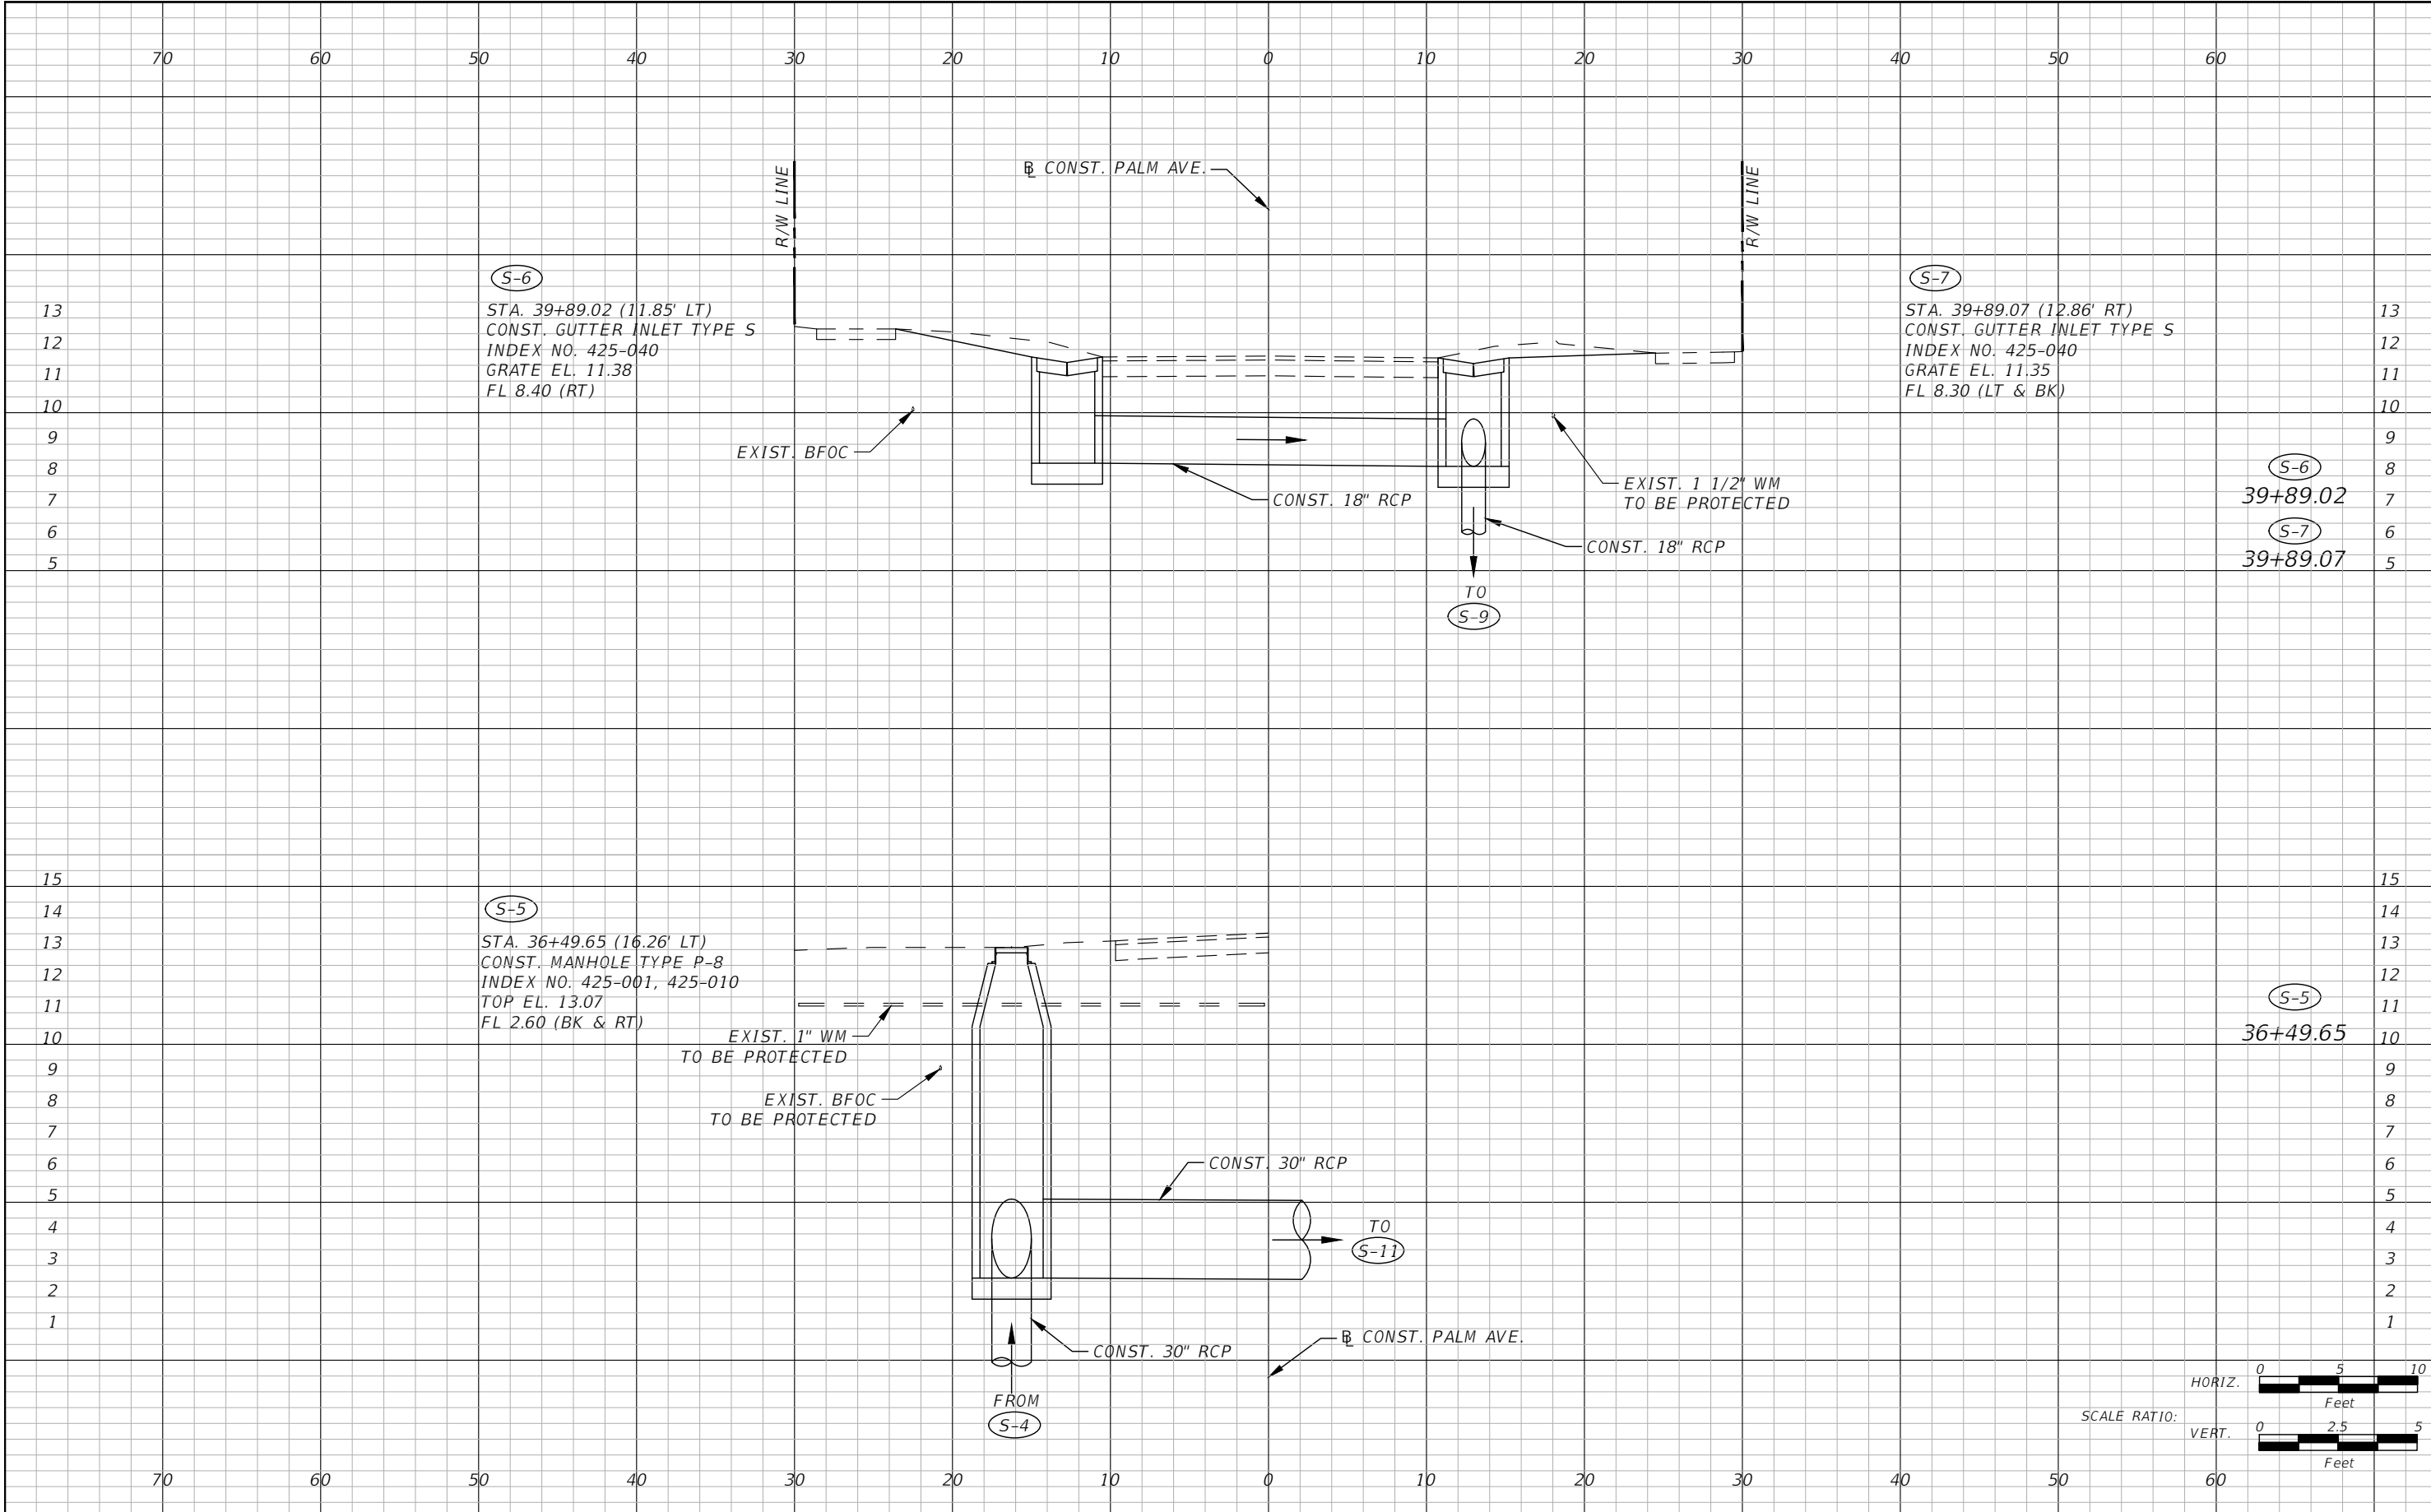 70 60 50 40 30 20 10 0 10 20 30 40 50 60
R/W LINE
℄ CONST. PALM AVE.
R/W LINE
S-6
STA. 39+89.02 (11.85' LT)
CONST. GUTTER INLET TYPE S
INDEX NO. 425-040
GRATE EL. 11.38
FL 8.40 (RT)
S-7
STA. 39+89.07 (12.86' RT)
CONST. GUTTER INLET TYPE S
INDEX NO. 425-040
GRATE EL. 11.35
FL 8.30 (LT & BK)
13 13
12 12
11 11
10 10
9 9
8 8
7 7
6 6
5 5
EXIST. BFOC
CONST. 18" RCP
EXIST. 1 1/2" WM
TO BE PROTECTED
CONST. 18" RCP
TO
S-9
S-6
39+89.02
S-7
39+89.07
15 15
14 14
13 13
12 12
11 11
10 10
9 9
8 8
7 7
6 6
5 5
4 4
3 3
2 2
1 1
S-5
STA. 36+49.65 (16.26' LT)
CONST. MANHOLE TYPE P-8
INDEX NO. 425-001, 425-010
TOP EL. 13.07
FL 2.60 (BK & RT)
EXIST. 1" WM
TO BE PROTECTED
EXIST. BFOC
TO BE PROTECTED
S-5
36+49.65
CONST. 30" RCP
TO
S-11
CONST. 30" RCP
℄ CONST. PALM AVE.
FROM
S-4
HORIZ.
0 5 10
Feet
SCALE RATIO:
VERT.
0 2.5 5
Feet
70 60 50 40 30 20 10 0 10 20 30 40 50 60